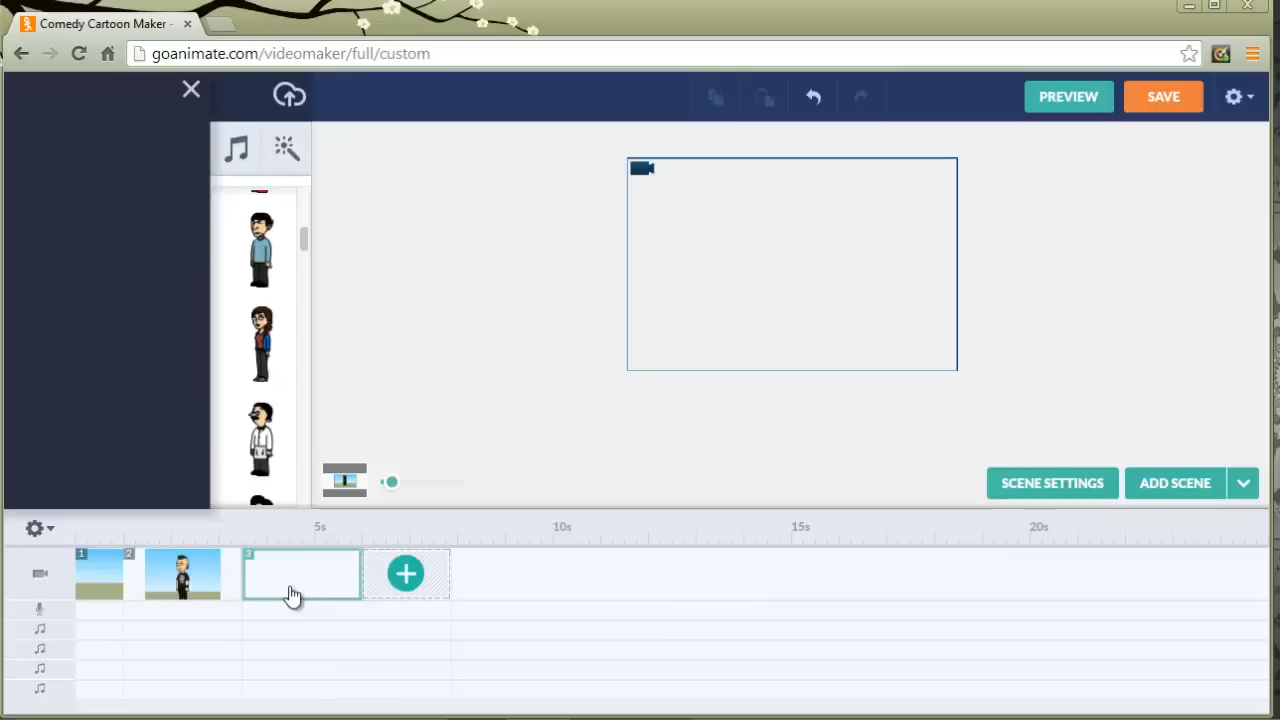 Comedy Cartoon Maker -
goanimate.com/videomaker/full/custom
PREVIEW
SAVE
SCENE SETTINGS
ADD SCENE
5s
10s
15s
20s
1
2
3